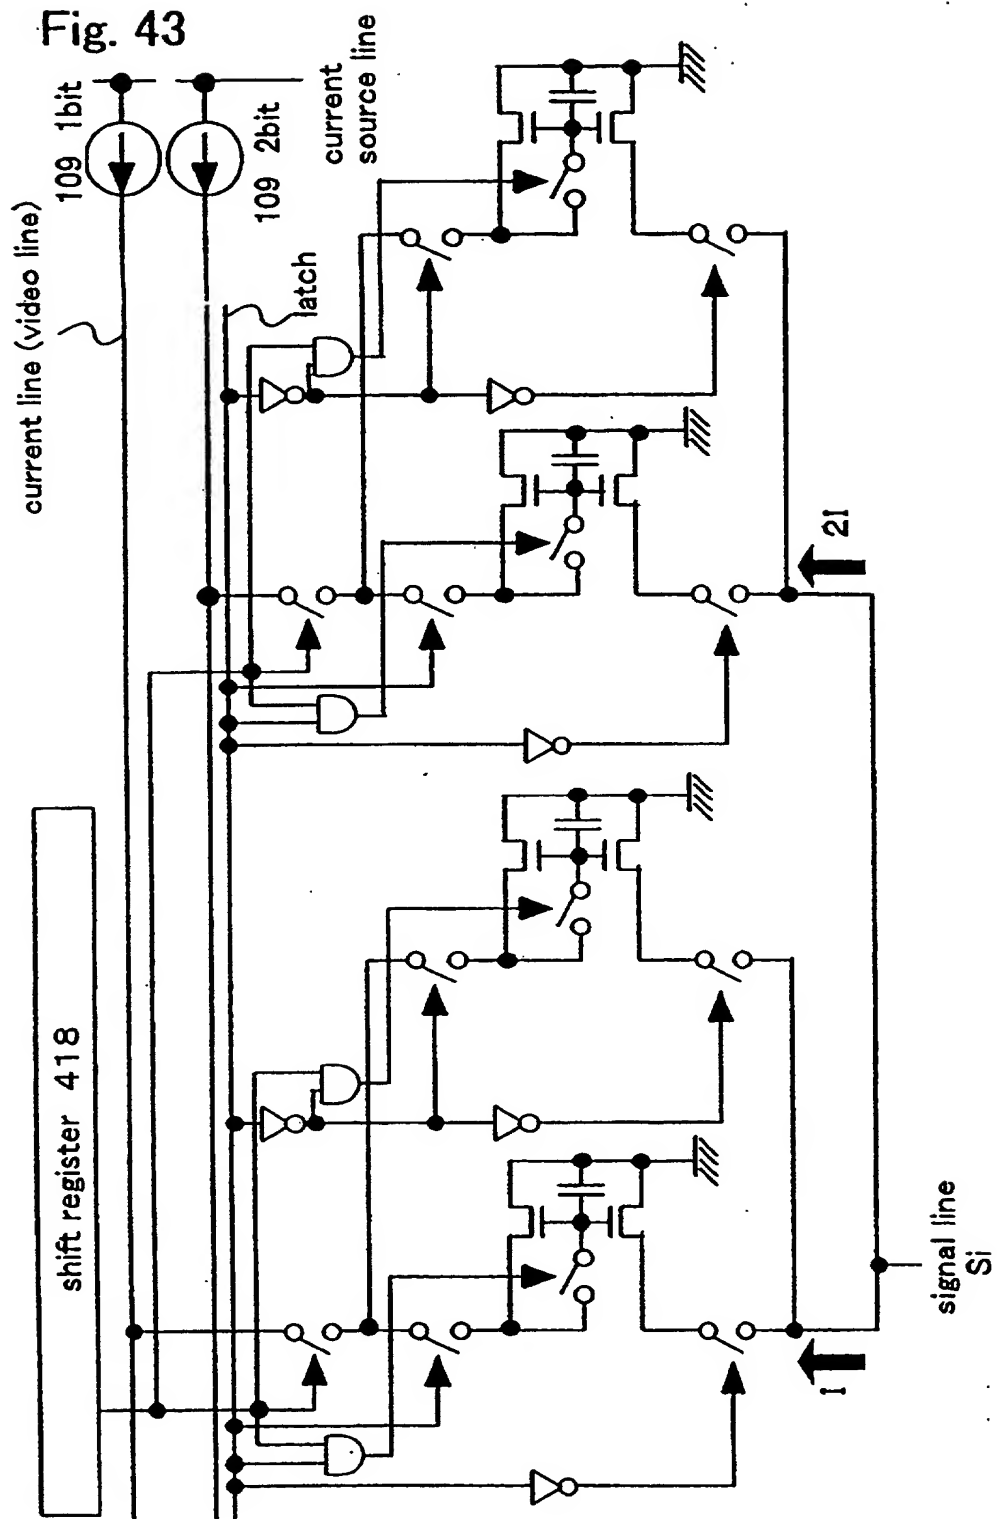 Fig. 43
current line (video line)
109 1bit
109 2bit
current
source line
latch
shift register 418
2I
I
signal line
Si